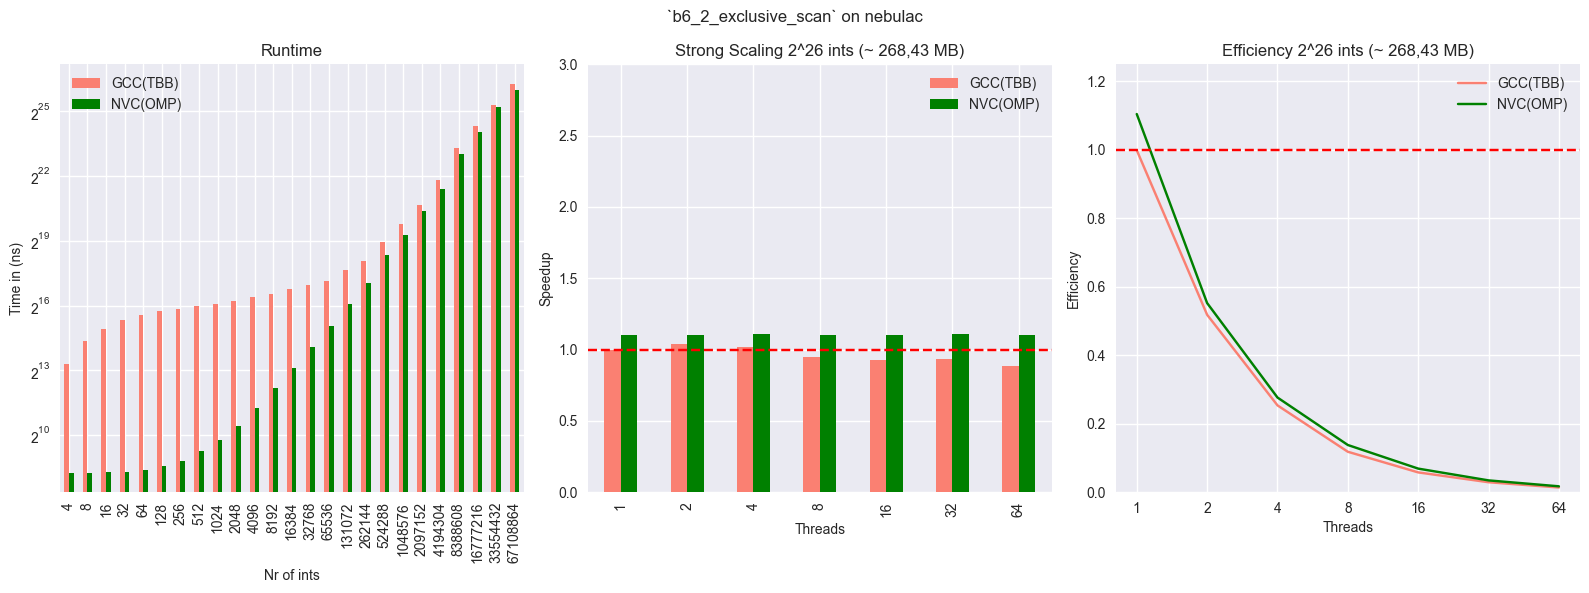 `b6_2_exclusive_scan` on nebulac
Runtime
GCC(TBB)
NVC(OMP)
Time in (ns)
2^25
2^22
2^19
2^16
2^13
2^10
4 8 16 32 64 128 256 512 1024 2048 4096 8192 16384 32768 65536 131072 262144 524288 1048576 2097152 4194304 8388608 16777216 33554432 67108864
Nr of ints
Strong Scaling 2^26 ints (~ 268,43 MB)
GCC(TBB)
NVC(OMP)
Speedup
3.0
2.5
2.0
1.5
1.0
0.5
0.0
1 2 4 8 16 32 64
Threads
Efficiency 2^26 ints (~ 268,43 MB)
GCC(TBB)
NVC(OMP)
Efficiency
1.2
1.0
0.8
0.6
0.4
0.2
0.0
1 2 4 8 16 32 64
Threads